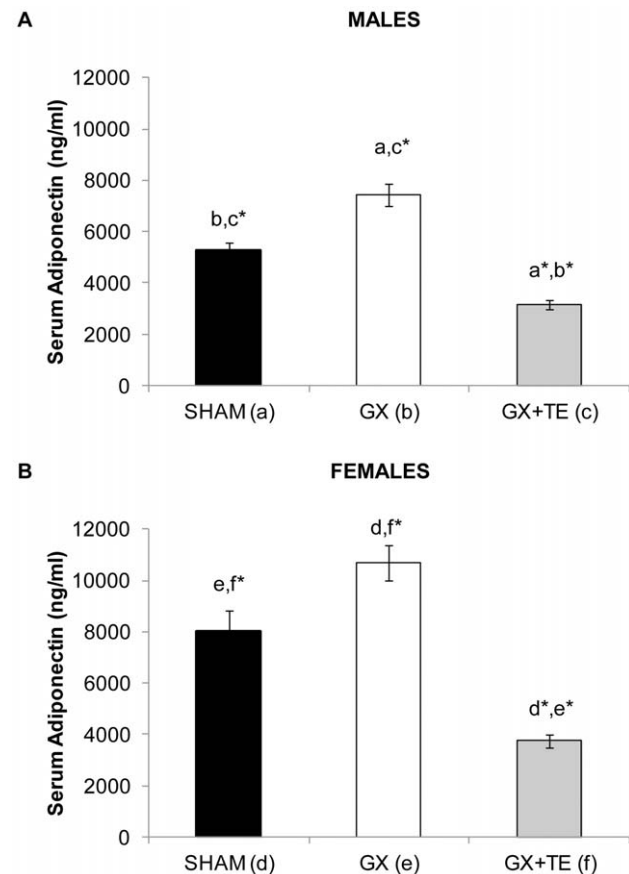 A MALES
Serum Adiponectin (ng/ml)
12000
10000
8000
6000
4000
2000
0
b,c*
a,c*
a*,b*
SHAM (a) GX (b) GX+TE (c)
B FEMALES
Serum Adiponectin (ng/ml)
12000
10000
8000
6000
4000
2000
0
e,f*
d,f*
d*,e*
SHAM (d) GX (e) GX+TE (f)